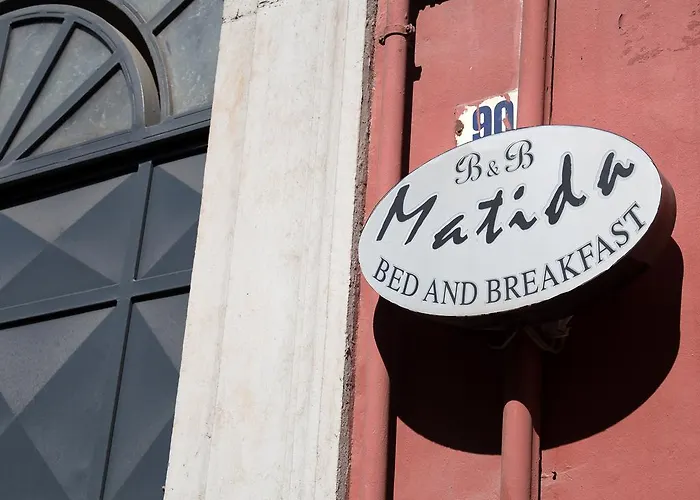 90
B & B
Matida
BED AND BREAKFAST